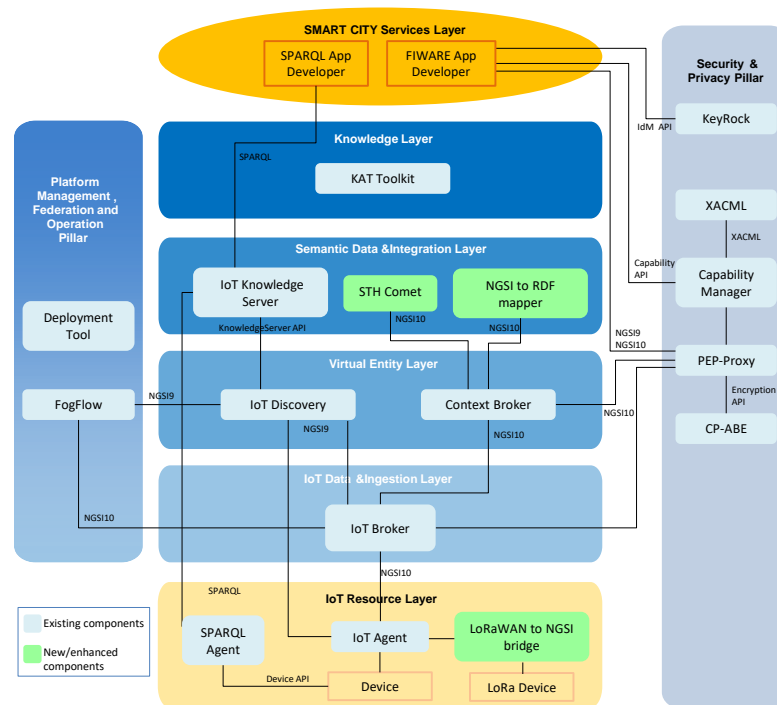 SMART CITY Services Layer
SPARQL App
Developer
FIWARE App
Developer
Security &
Privacy Pillar
KeyRock
IdM API
Knowledge Layer
SPARQL
KAT Toolkit
Platform
Management ,
Federation and
Operation
Pillar
XACML
XACML
Semantic Data &Integration Layer
Capability
API
IoT Knowledge
Server
STH Comet
NGSI to RDF
mapper
Capability
Manager
Deployment
Tool
KnowledgeServer API
NGSI10
NGSI10
NGSI9
NGSI10
Virtual Entity Layer
PEP-Proxy
FogFlow
NGSI9
IoT Discovery
Context Broker
Encryption
API
NGSI10
NGSI9
NGSI10
CP-ABE
IoT Data &Ingestion Layer
NGSI10
IoT Broker
NGSI10
SPARQL
IoT Resource Layer
Existing components
New/enhanced
components
SPARQL
Agent
IoT Agent
LoRaWAN to NGSI
bridge
Device API
Device
LoRa Device